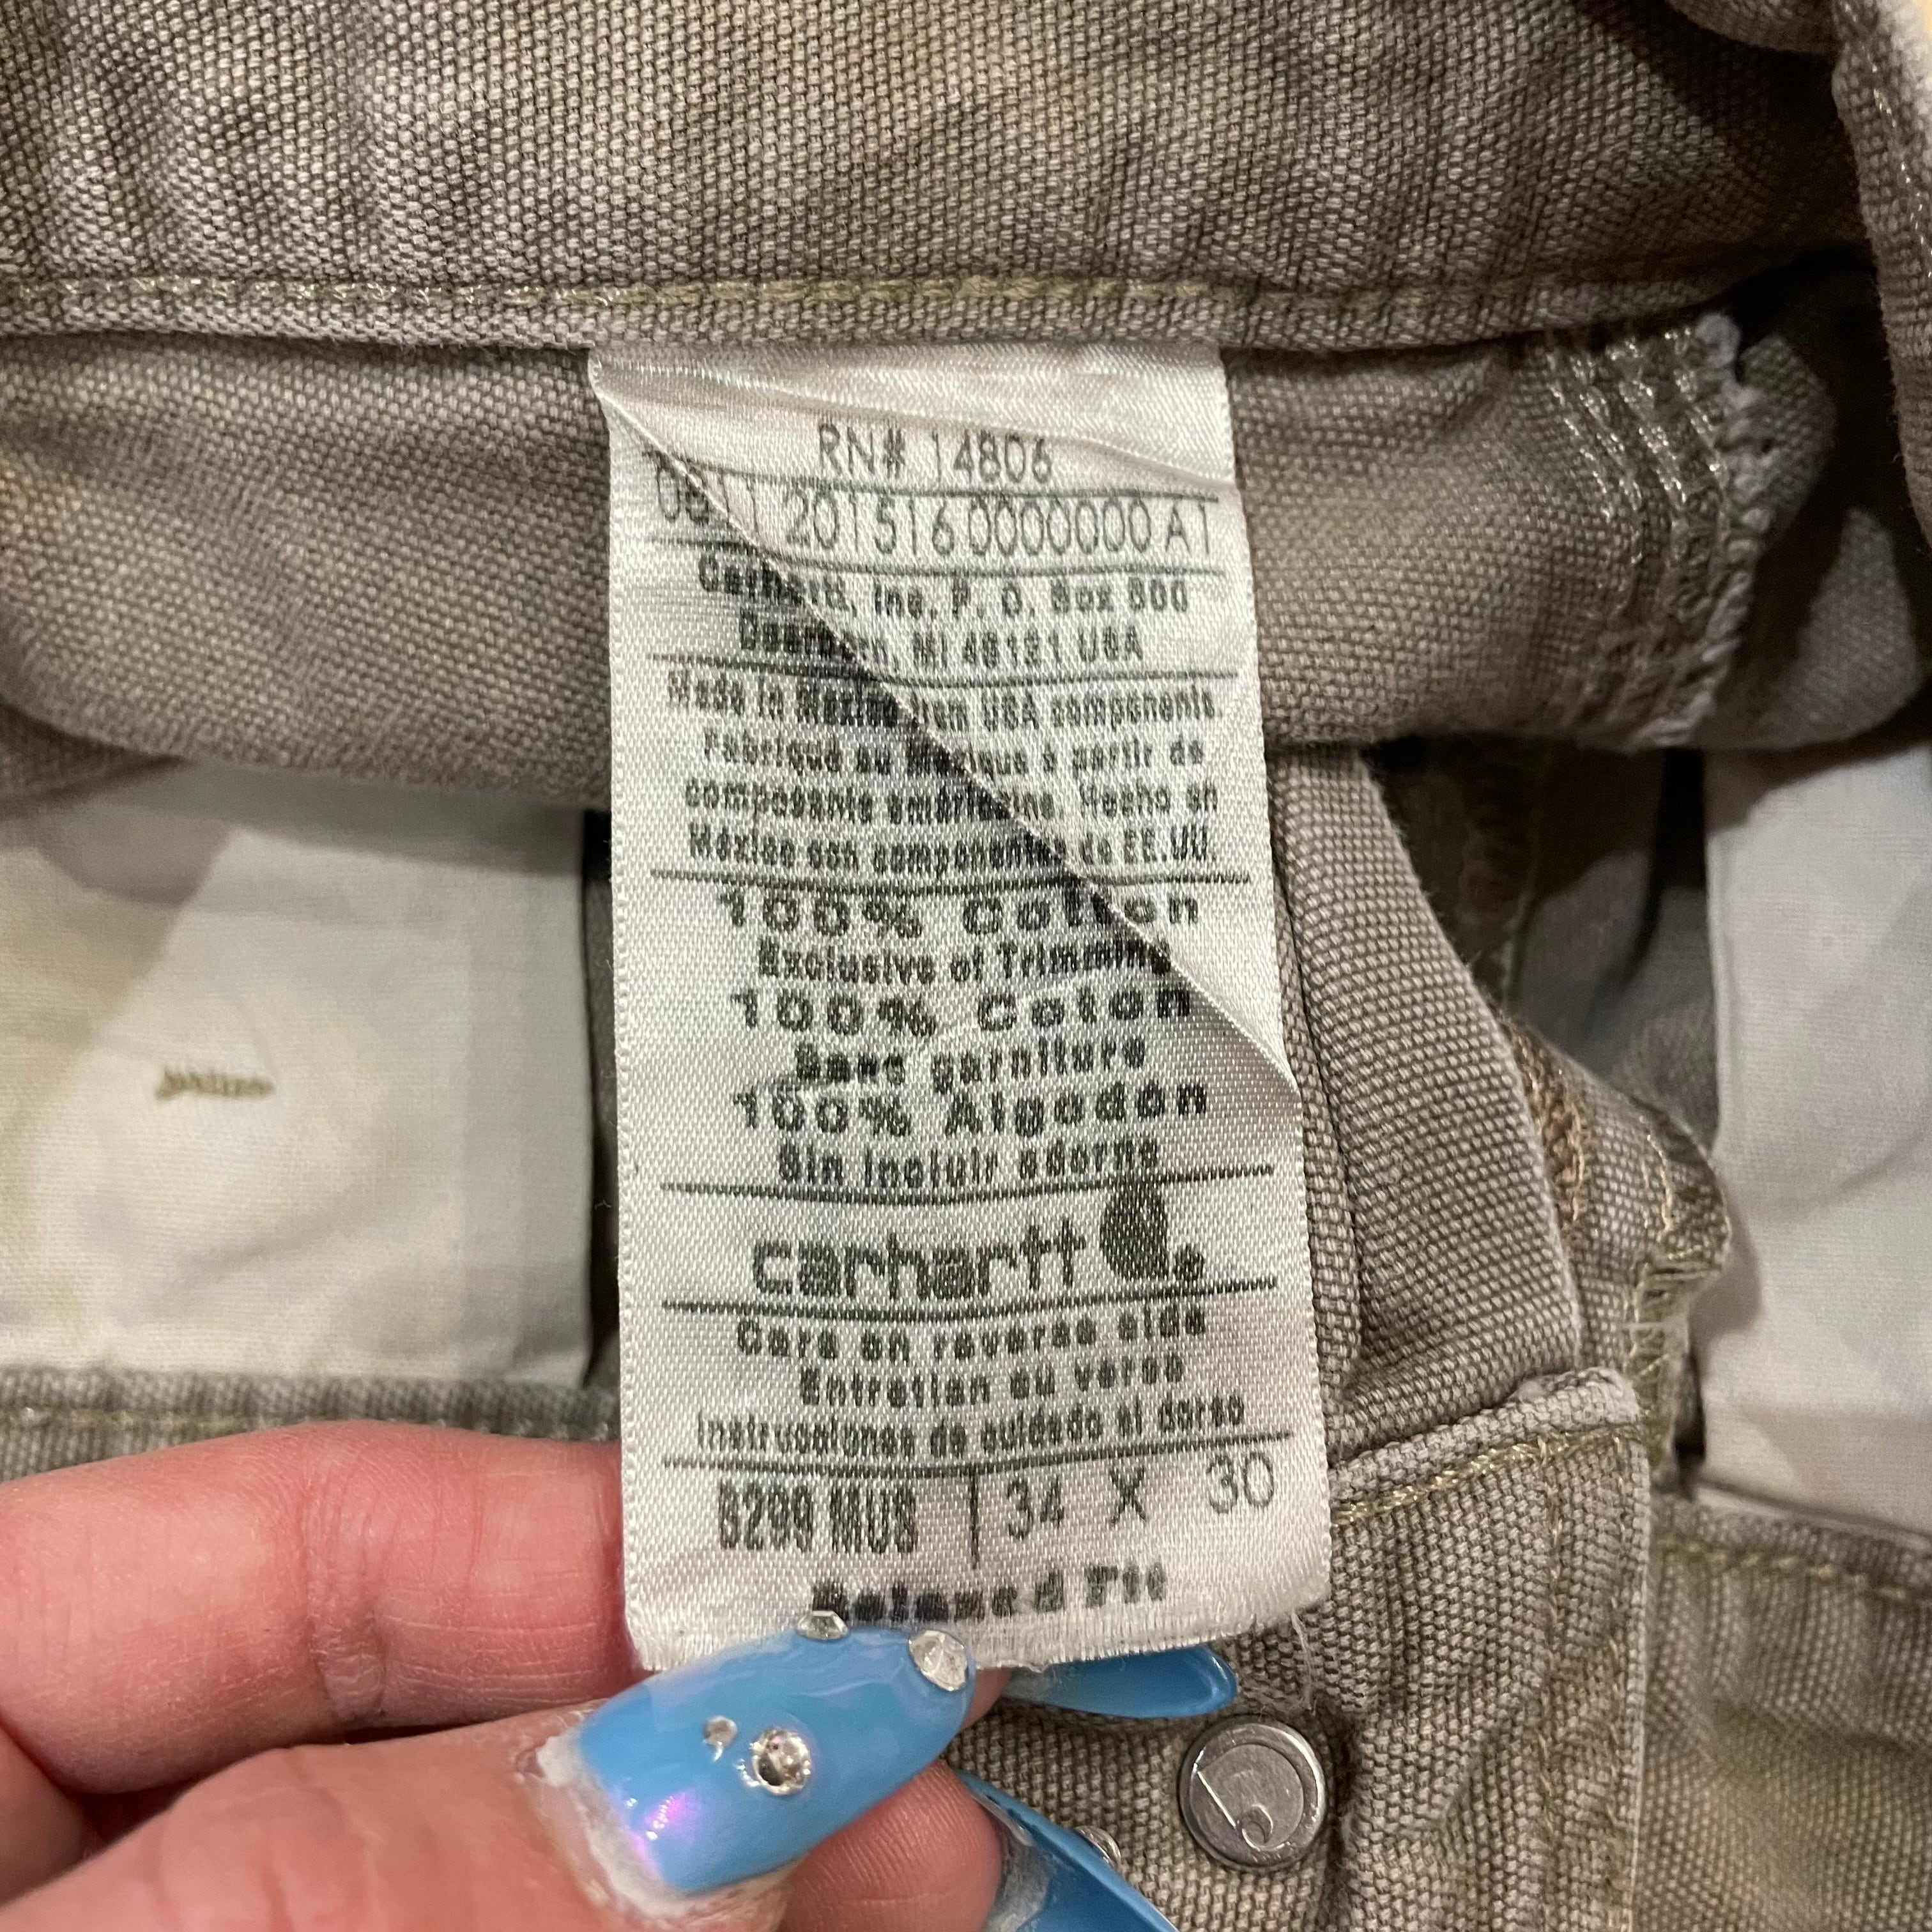 RN# 14806
0811 201516 0000000 A1
Carhartt, Inc. P. O. Box 600
Dearborn, MI 48121 USA
Made in Mexico from USA components
Fabriqué au Mexique à partir de
composants américains Hecho en
México con componentes de EE.UU.
100% Cotton
Exclusive of Trimming
100% Coton
Sans garniture
100% Algodón
Sin incluir adorno
carhartt
Care on reverse side
Entretien au verso
Instrucciones de cuidado al dorso
B299 MUS 34 X 30
Relaxed Fit